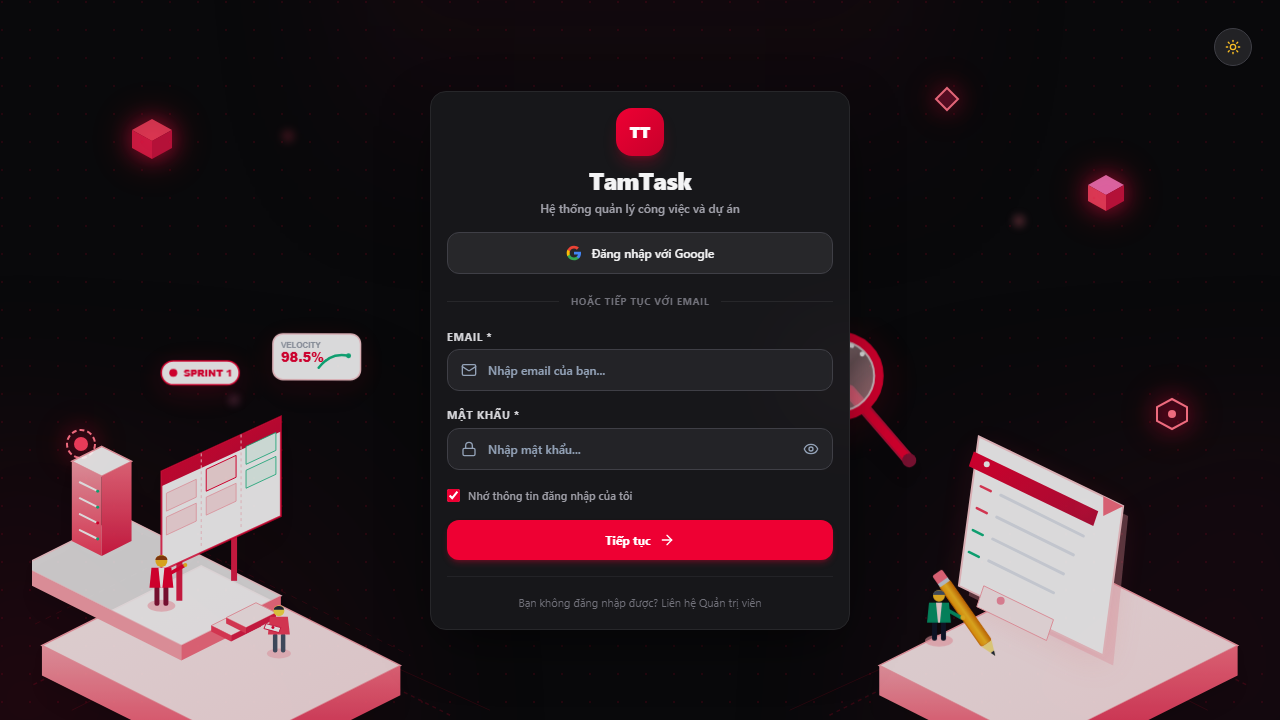 TT
TamTask
Hệ thống quản lý công việc và dự án
Đăng nhập với Google
HOẶC TIẾP TỤC VỚI EMAIL
EMAIL *
Nhập email của bạn...
MẬT KHẨU *
Nhập mật khẩu...
Nhớ thông tin đăng nhập của tôi
Tiếp tục
Bạn không đăng nhập được? Liên hệ Quản trị viên
VELOCITY
98.5%
SPRINT 1